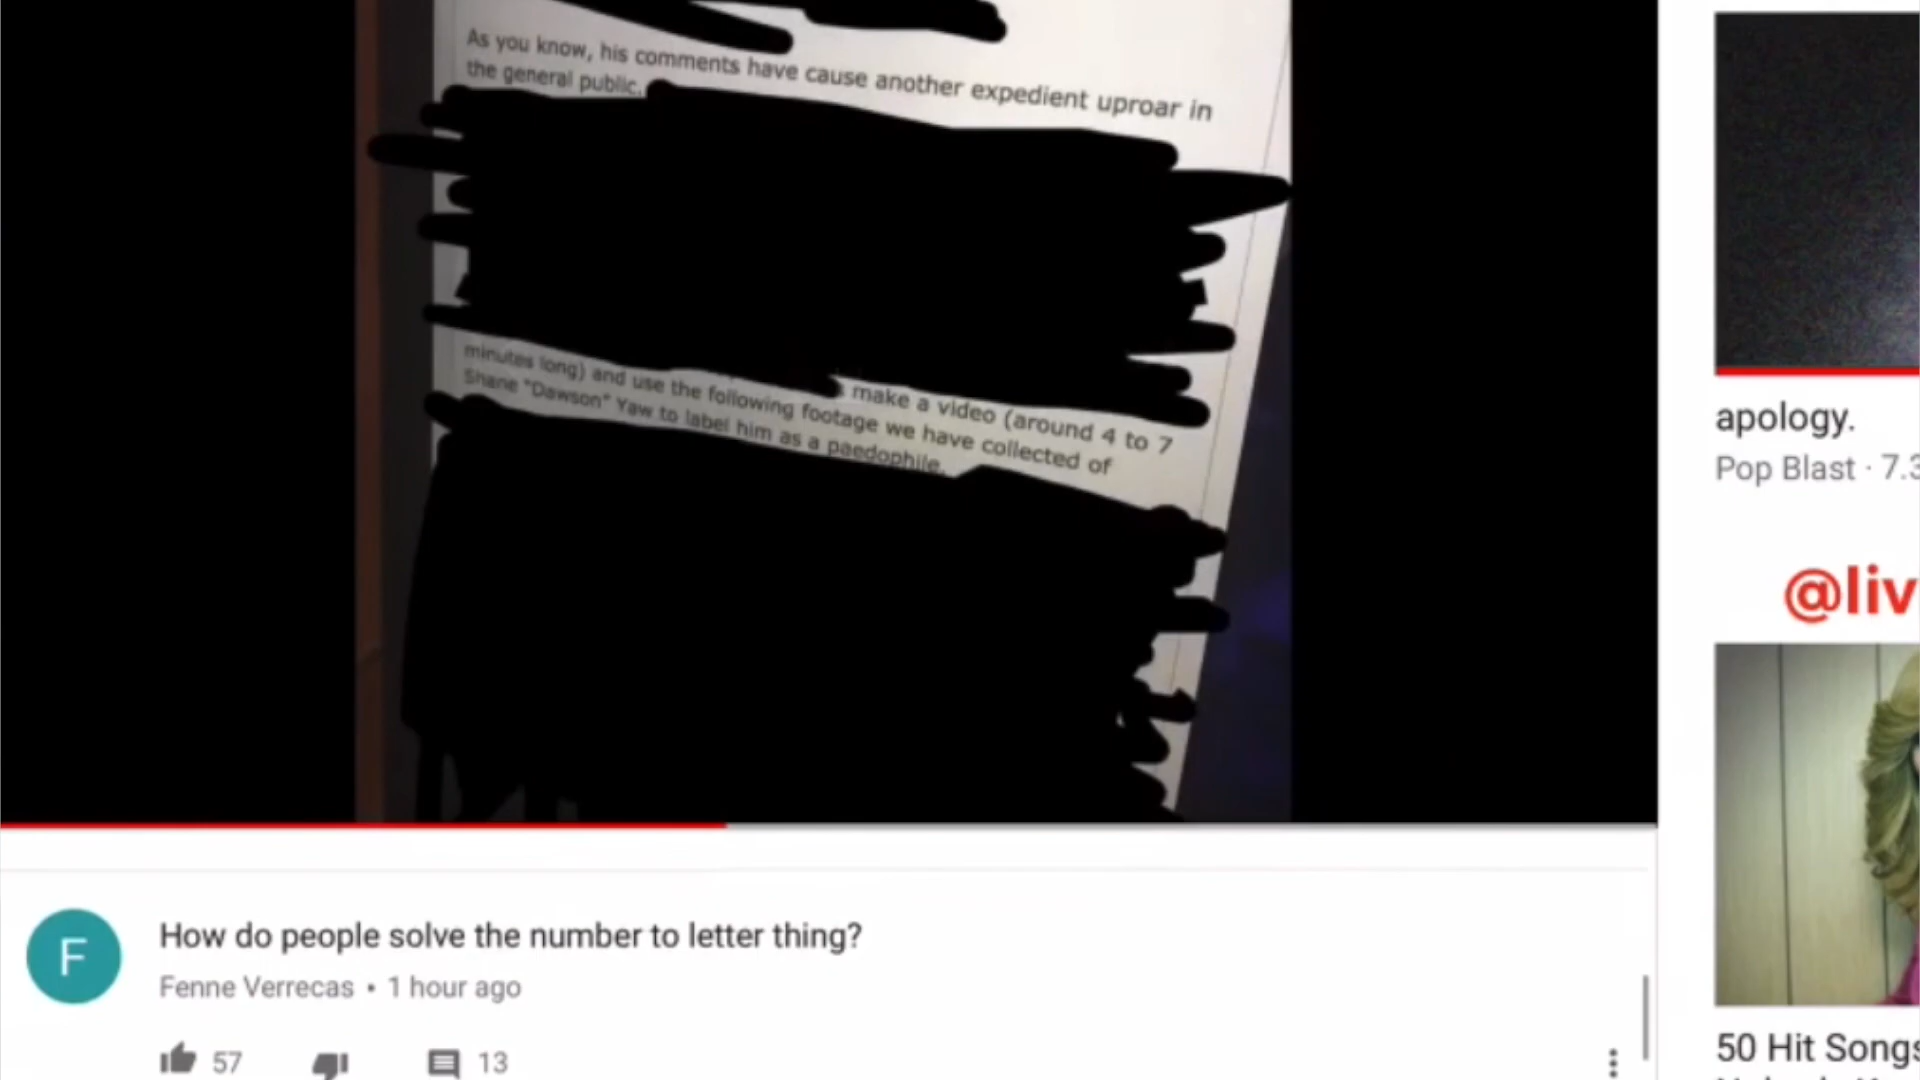 As you know, his comments have cause another expedient uproar in
the general public.
make a video (around 4 to 7
minutes long) and use the following footage we have collected of
Shane "Dawson" Yaw to label him as a paedophile.
apology.
Pop Blast · 7.3
@liv
How do people solve the number to letter thing?
Fenne Verrecas • 1 hour ago
57
13
50 Hit Songs